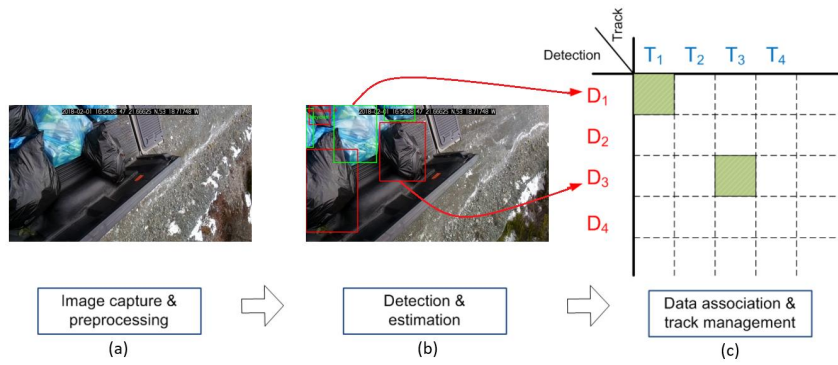 Track
Detection
T1 T2 T3 T4
D1
D2
D3
D4
Image capture & preprocessing
(a)
Detection & estimation
(b)
Data association & track management
(c)